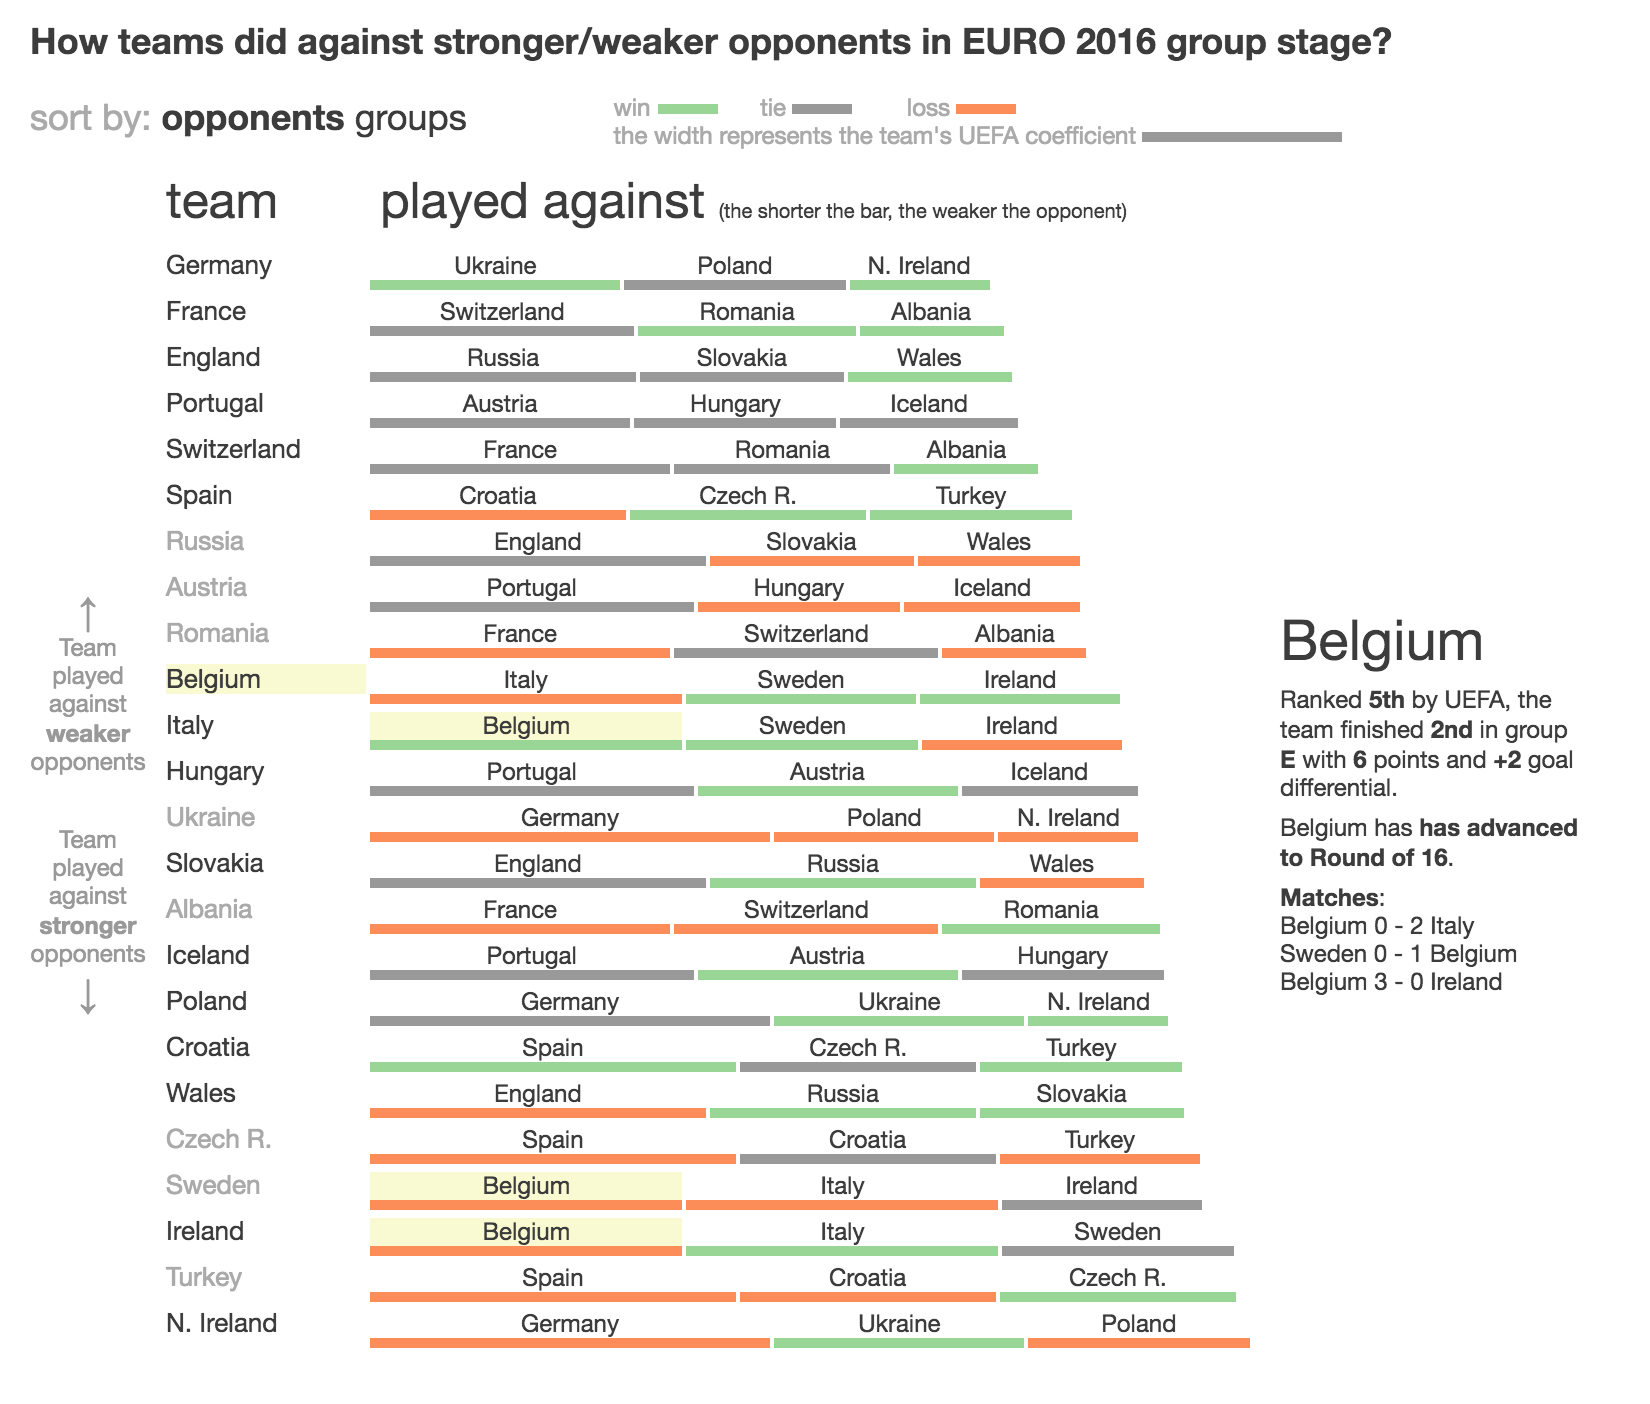 How teams did against stronger/weaker opponents in EURO 2016 group stage?
sort by: opponents groups
win tie loss
the width represents the team's UEFA coefficient
team played against (the shorter the bar, the weaker the opponent)
Germany Ukraine Poland N. Ireland
France Switzerland Romania Albania
England Russia Slovakia Wales
Portugal Austria Hungary Iceland
Switzerland France Romania Albania
Spain Croatia Czech R. Turkey
Russia England Slovakia Wales
Austria Portugal Hungary Iceland
Romania France Switzerland Albania
Belgium Italy Sweden Ireland
Italy Belgium Sweden Ireland
Hungary Portugal Austria Iceland
Ukraine Germany Poland N. Ireland
Slovakia England Russia Wales
Albania France Switzerland Romania
Iceland Portugal Austria Hungary
Poland Germany Ukraine N. Ireland
Croatia Spain Czech R. Turkey
Wales England Russia Slovakia
Czech R. Spain Croatia Turkey
Sweden Belgium Italy Ireland
Ireland Belgium Italy Sweden
Turkey Spain Croatia Czech R.
N. Ireland Germany Ukraine Poland
↑
Team
played
against
weaker
opponents
Team
played
against
stronger
opponents
↓
Belgium
Ranked 5th by UEFA, the
team finished 2nd in group
E with 6 points and +2 goal
differential.
Belgium has has advanced
to Round of 16.
Matches:
Belgium 0 - 2 Italy
Sweden 0 - 1 Belgium
Belgium 3 - 0 Ireland